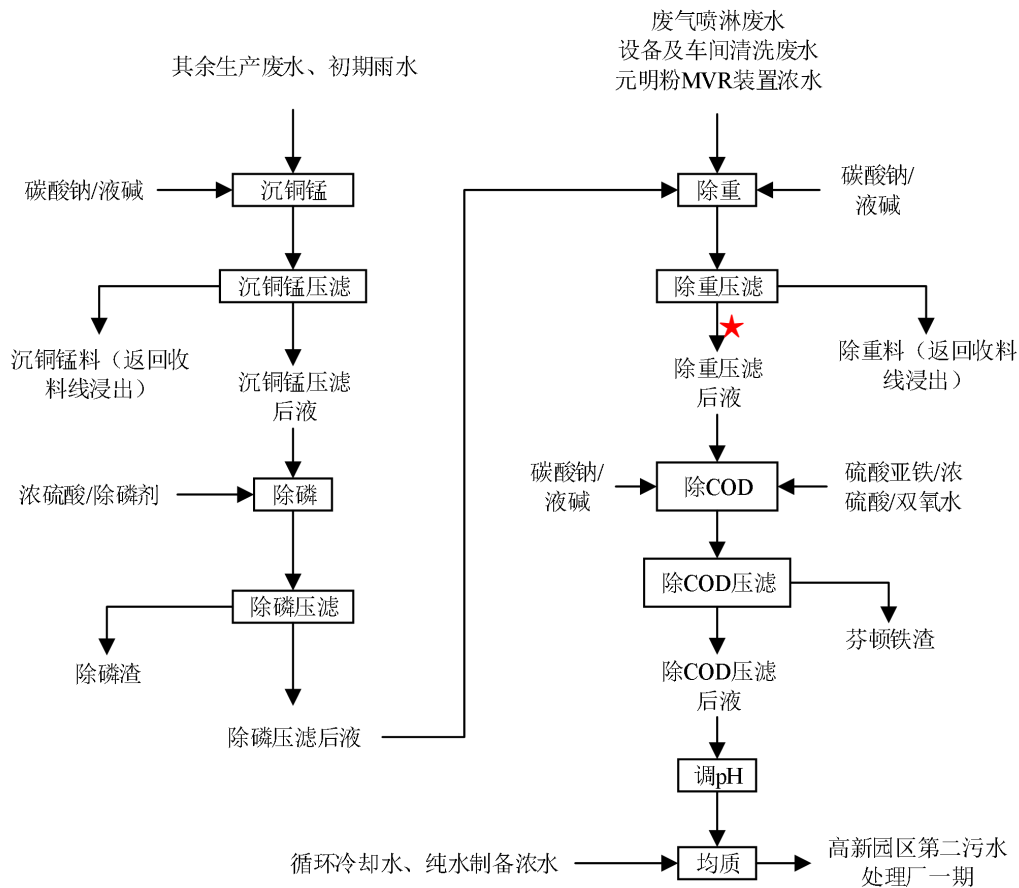 其余生产废水、初期雨水
碳酸钠/液碱
沉铜锰
沉铜锰压滤
沉铜锰料（返回收
料线浸出）
沉铜锰压滤
后液
浓硫酸/除磷剂
除磷
除磷压滤
除磷渣
除磷压滤后液
废气喷淋废水
设备及车间清洗废水
元明粉MVR装置浓水
除重
碳酸钠/
液碱
除重压滤
除重料（返回收料
线浸出）
除重压滤
后液
碳酸钠/
液碱
除COD
硫酸亚铁/浓
硫酸/双氧水
除COD压滤
芬顿铁渣
除COD压滤
后液
调pH
循环冷却水、纯水制备浓水
均质
高新园区第二污水
处理厂一期